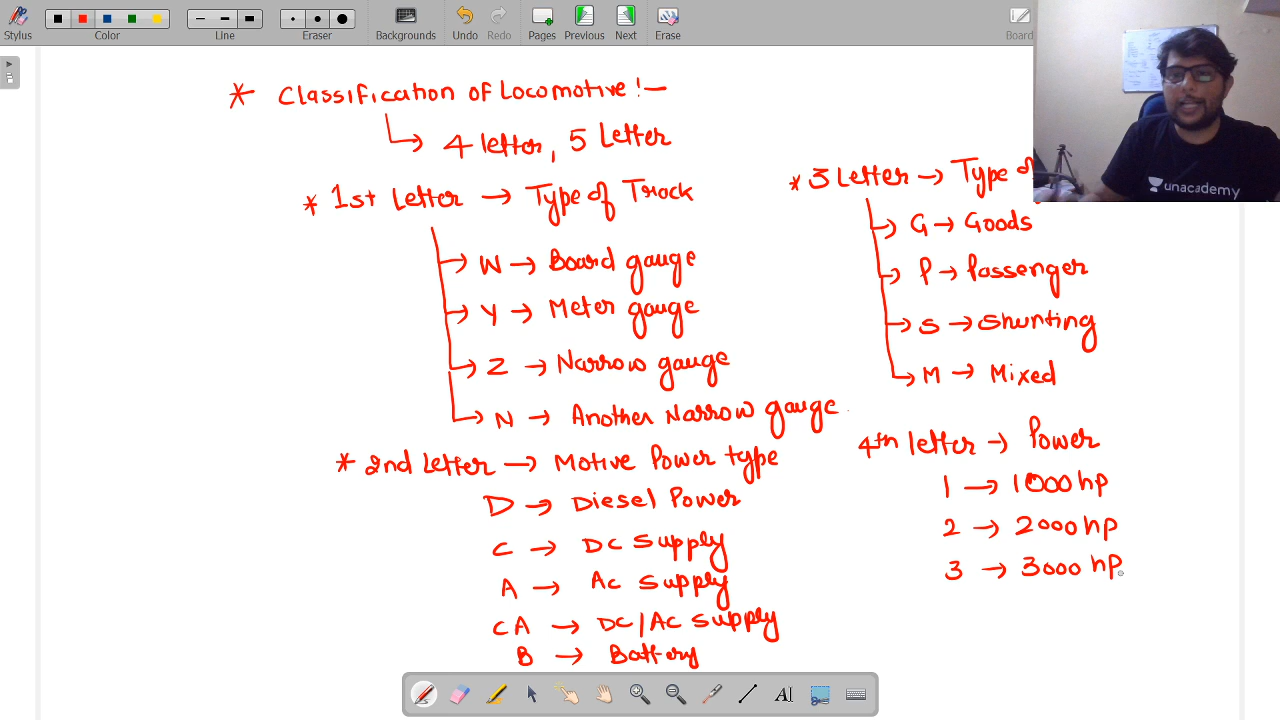 Stylus
Color
Line
Eraser
Backgrounds
Undo
Redo
Pages
Previous
Next
Erase
Board
* Classification of Locomotive !-
4 letter, 5 Letter
* 1st Letter → Type of Track
W → Board gauge
Y → Meter gauge
Z → Narrow gauge
N → Another Narrow gauge
* 2nd Letter → Motive Power type
D → Diesel Power
C → DC supply
A → Ac supply
CA → DC/AC supply
B → Battery
* 3 Letter → Type of
G → Goods
P → Passenger
S → Shunting
M → Mixed
4th letter → Power
1 → 1000 hp
2 → 2000 hp
3 → 3000 hp
unacademy
AI